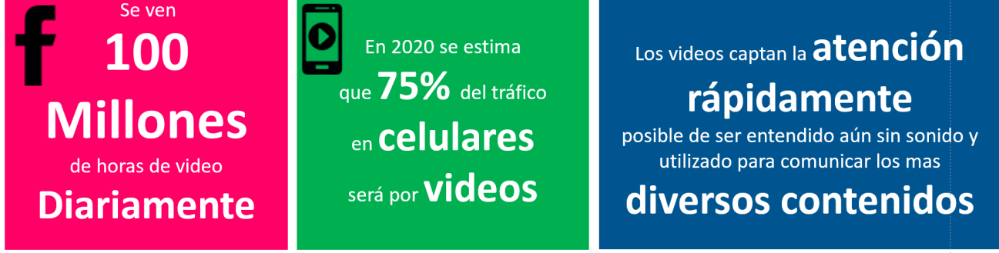 Se ven
100
Millones
de horas de video
Diariamente
En 2020 se estima
que 75% del tráfico
en celulares
será por videos
Los videos captan la atención
rápidamente
posible de ser entendido aún sin sonido y
utilizado para comunicar los mas
diversos contenidos